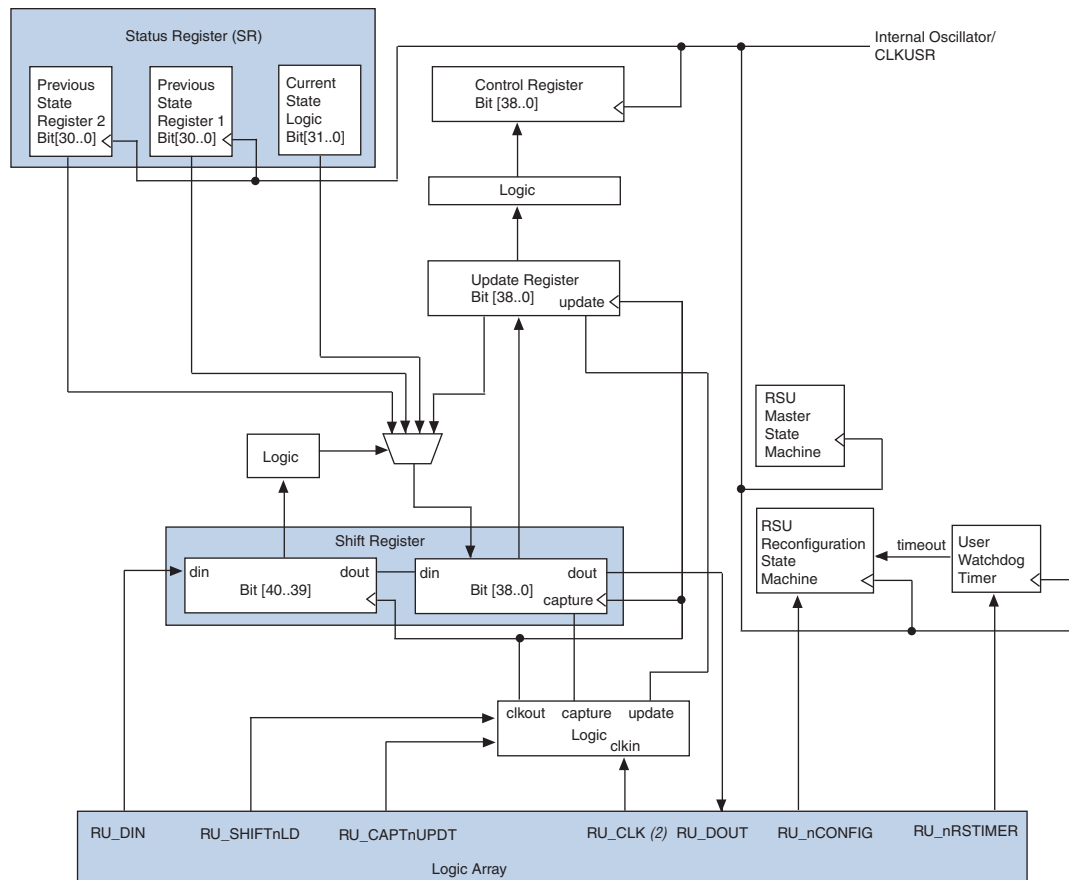 Status Register (SR)
Previous
State
Register 2
Bit[30..0]
Previous
State
Register 1
Bit[30..0]
Current
State
Logic
Bit[31..0]
Internal Oscillator/
CLKUSR
Control Register
Bit [38..0]
Logic
Update Register
Bit [38..0]
update
RSU
Master
State
Machine
Logic
Shift Register
din
dout
Bit [40..39]
din
dout
Bit [38..0]
capture
RSU
Reconfiguration
State
Machine
timeout
User
Watchdog
Timer
clkout
capture
update
Logic
clkin
RU_DIN
RU_SHIFTnLD
RU_CAPTnUPDT
RU_CLK (2)
RU_DOUT
RU_nCONFIG
RU_nRSTIMER
Logic Array